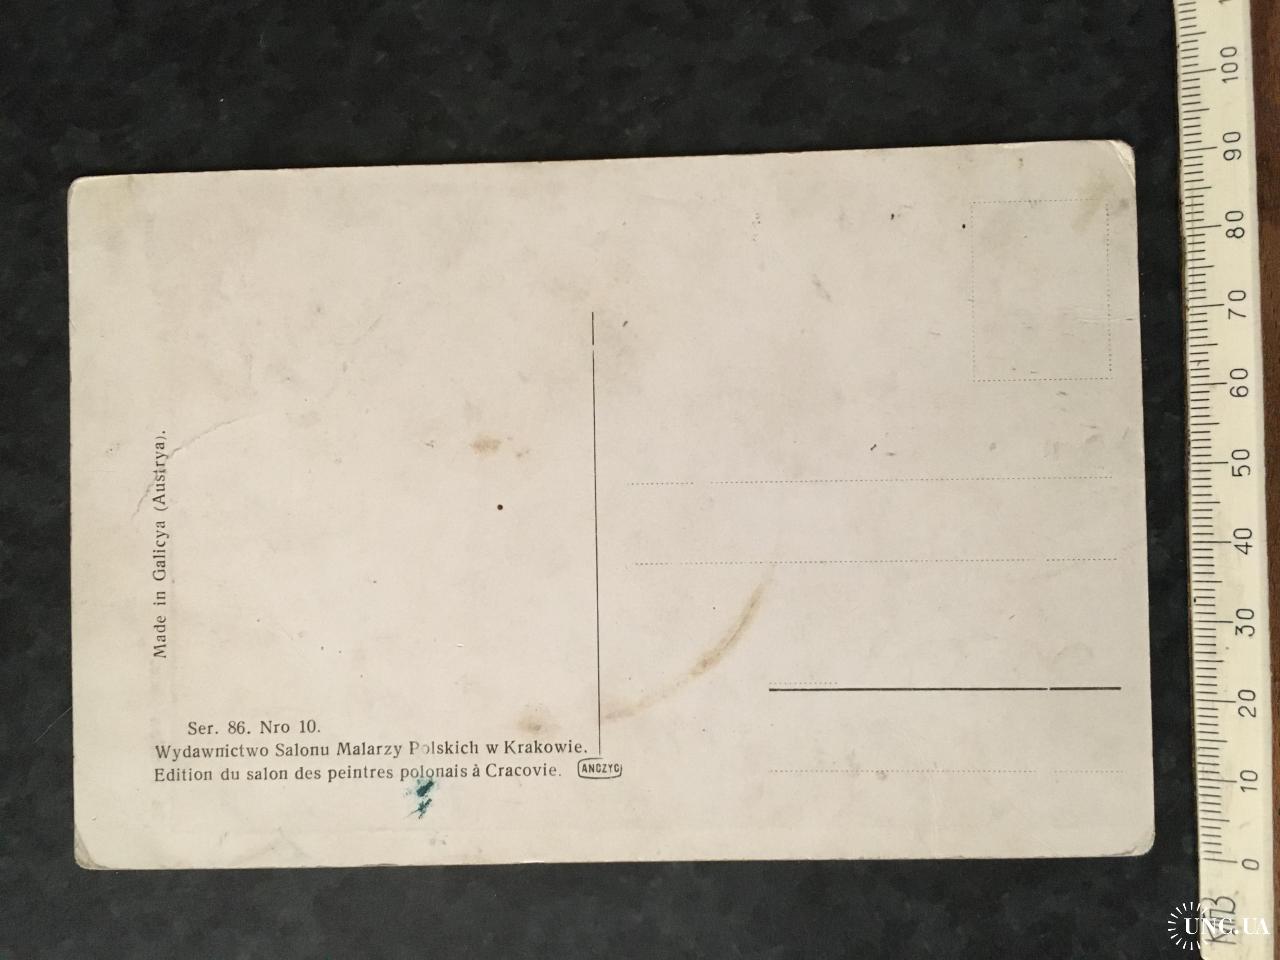 Made in Galicya (Austrya).
Ser. 86. Nro 10.
Wydawnictwo Salonu Malarzy Polskich w Krakowie.
Edition du salon des peintres polonais à Cracovie.
ANCZYC
100
90
80
70
60
50
40
30
20
10
0
UNC.UA